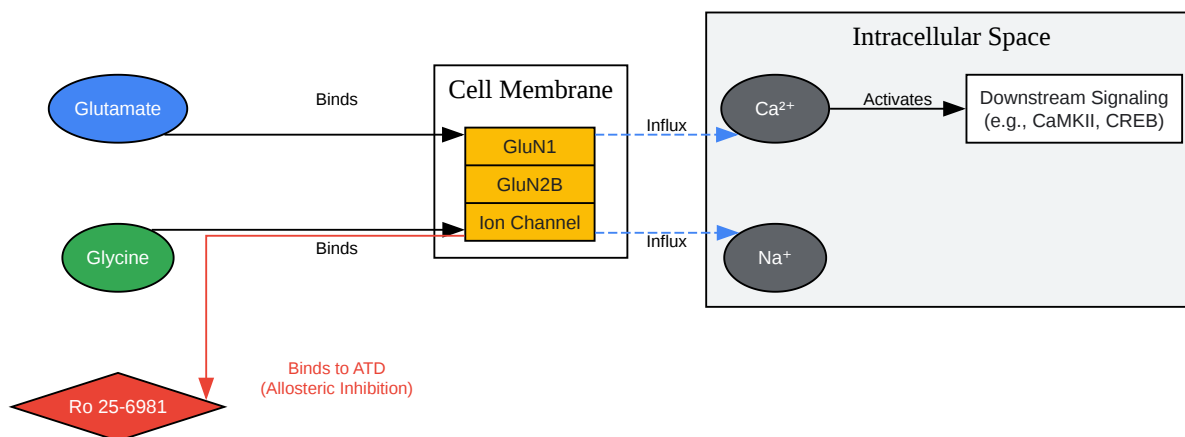 Intracellular Space
Cell Membrane
Glutamate
Binds
GluN1
GluN2B
Ion Channel
Influx
Ca²⁺
Activates
Downstream Signaling
(e.g., CaMKII, CREB)
Glycine
Binds
Influx
Na⁺
Binds to ATD
(Allosteric Inhibition)
Ro 25-6981